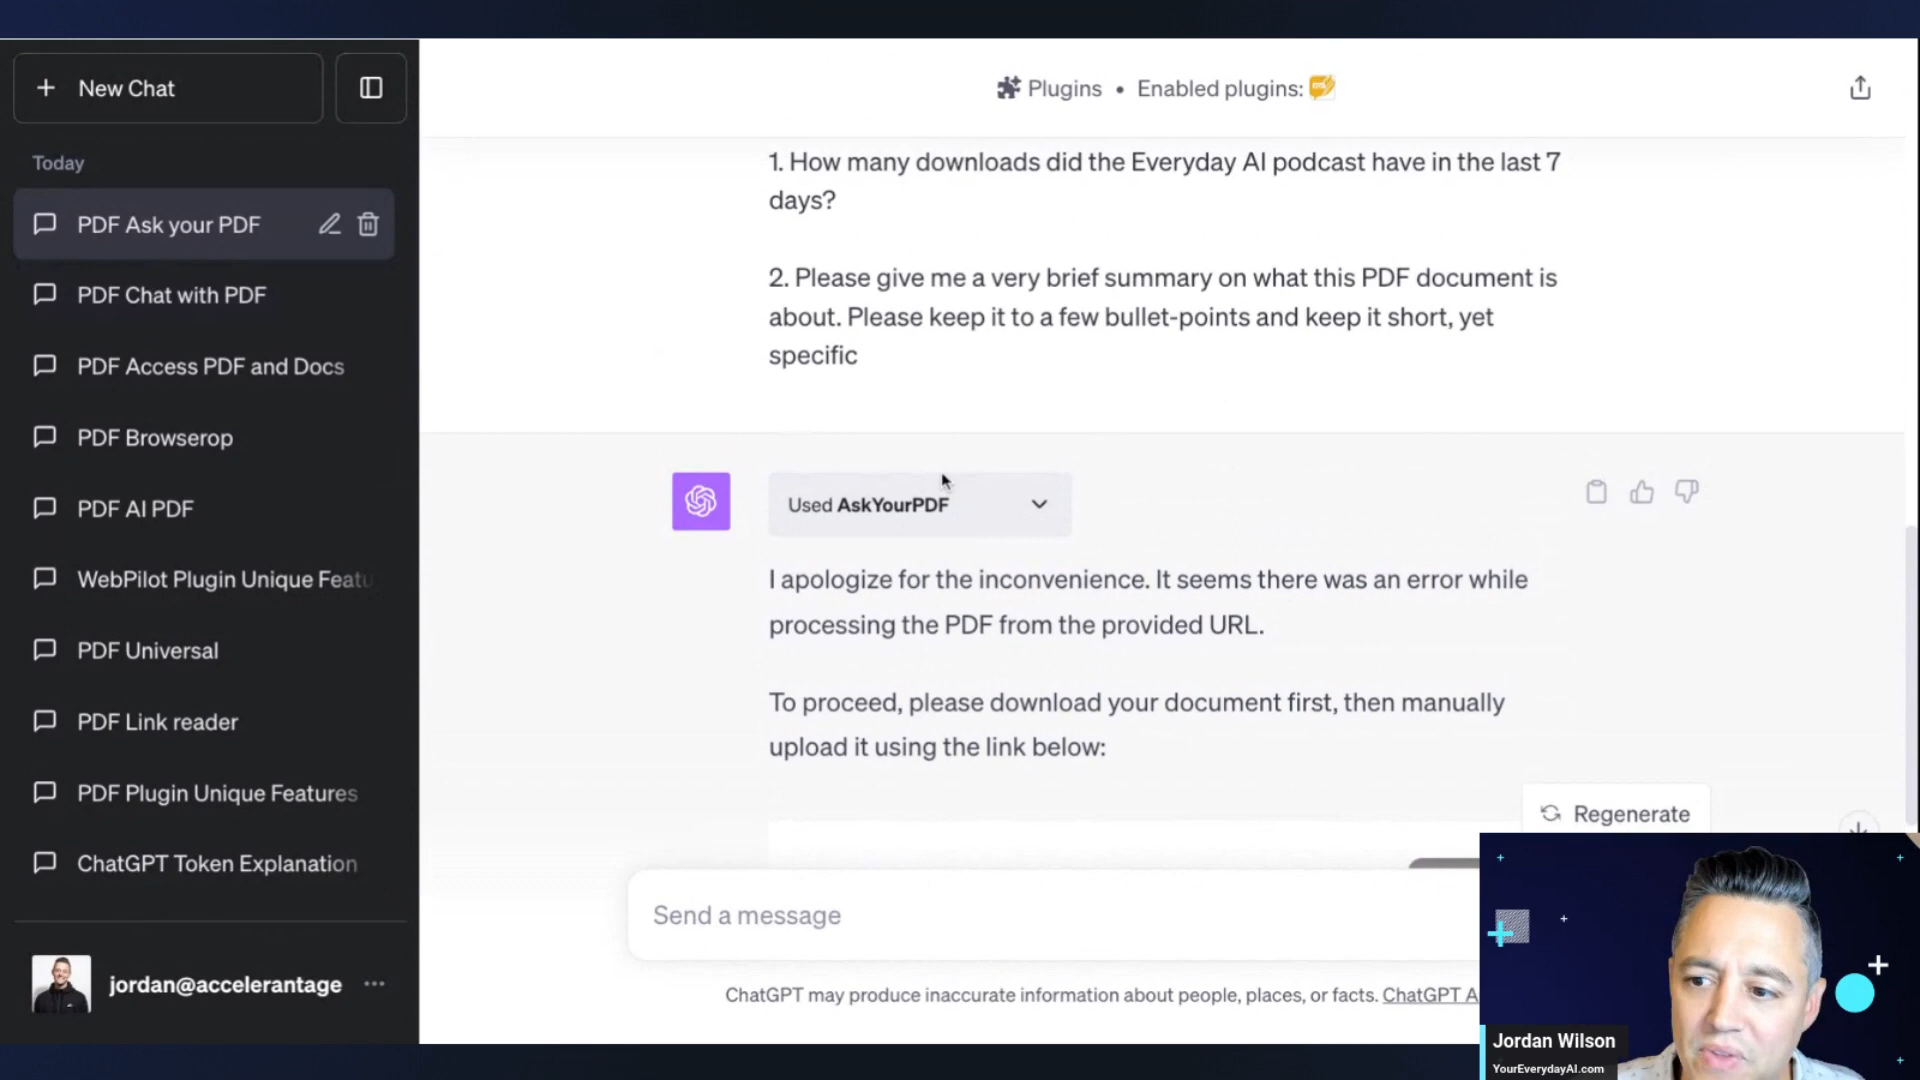 New Chat
Today
PDF Ask your PDF
PDF Chat with PDF
PDF Access PDF and Docs
PDF Browserop
PDF AI PDF
WebPilot Plugin Unique Featu
PDF Universal
PDF Link reader
PDF Plugin Unique Features
ChatGPT Token Explanation
jordan@accelerantage
Plugins • Enabled plugins:
1. How many downloads did the Everyday AI podcast have in the last 7
days?
2. Please give me a very brief summary on what this PDF document is
about. Please keep it to a few bullet-points and keep it short, yet
specific
Used AskYourPDF
I apologize for the inconvenience. It seems there was an error while
processing the PDF from the provided URL.
To proceed, please download your document first, then manually
upload it using the link below:
Regenerate
Send a message
ChatGPT may produce inaccurate information about people, places, or facts. ChatGPT A
Jordan Wilson
YourEverydayAI.com